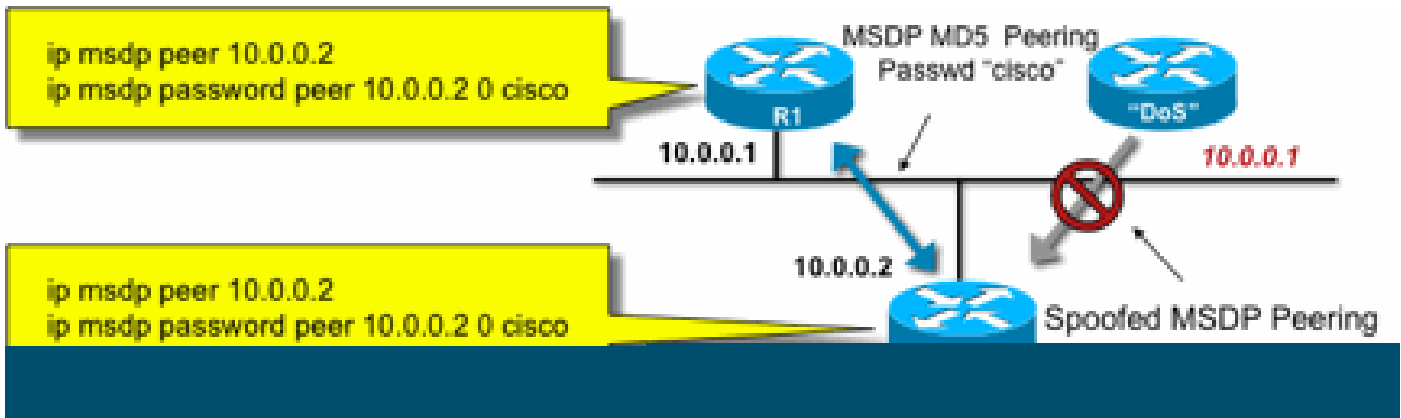 ip msdp peer 10.0.0.2
ip msdp password peer 10.0.0.2 0 cisco
MSDP MD5 Peering
Passwd "cisco"
R1
"DoS"
10.0.0.1
10.0.0.1
10.0.0.2
ip msdp peer 10.0.0.2
ip msdp password peer 10.0.0.2 0 cisco
Spoofed MSDP Peering